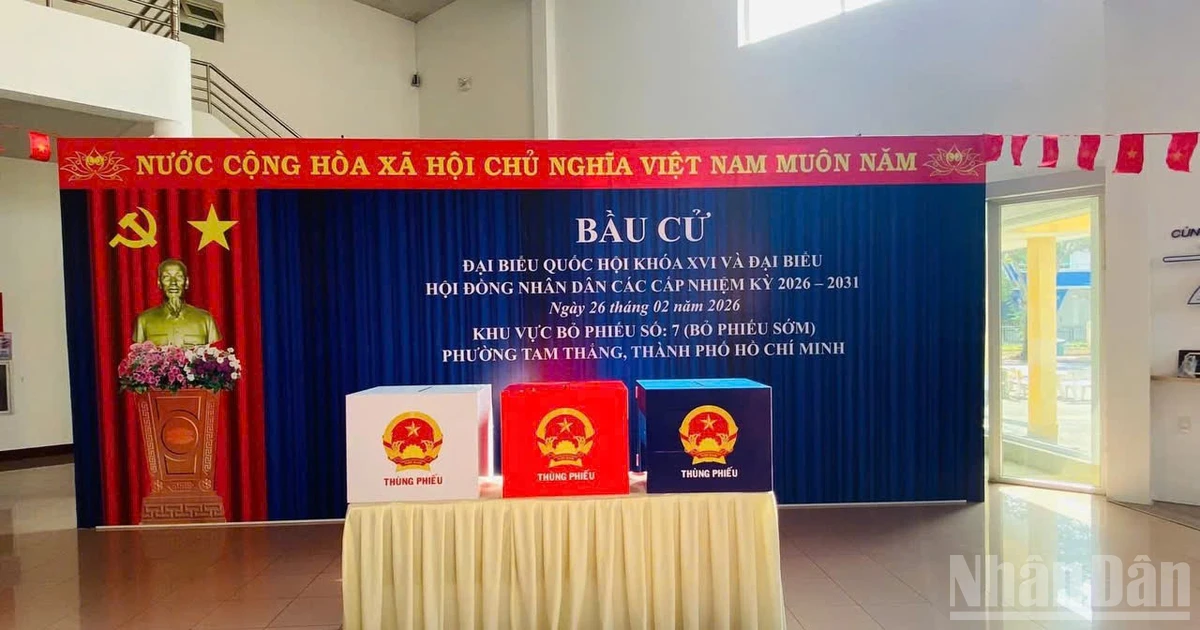 NƯỚC CỘNG HÒA XÃ HỘI CHỦ NGHĨA VIỆT NAM MUÔN NĂM
BẦU CỬ
ĐẠI BIỂU QUỐC HỘI KHÓA XVI VÀ ĐẠI BIỂU
HỘI ĐỒNG NHÂN DÂN CÁC CẤP NHIỆM KỲ 2026 – 2031
Ngày 26 tháng 02 năm 2026
KHU VỰC BỎ PHIẾU SỐ: 7 (BỎ PHIẾU SỚM)
PHƯỜNG TAM THẮNG, THÀNH PHỐ HỒ CHÍ MINH
THÙNG PHIẾU
THÙNG PHIẾU
THÙNG PHIẾU
Nhân Dân